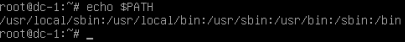 root@dc-1:~# echo $PATH
/usr/local/sbin:/usr/local/bin:/usr/sbin:/usr/bin:/sbin:/bin
root@dc-1:~# _